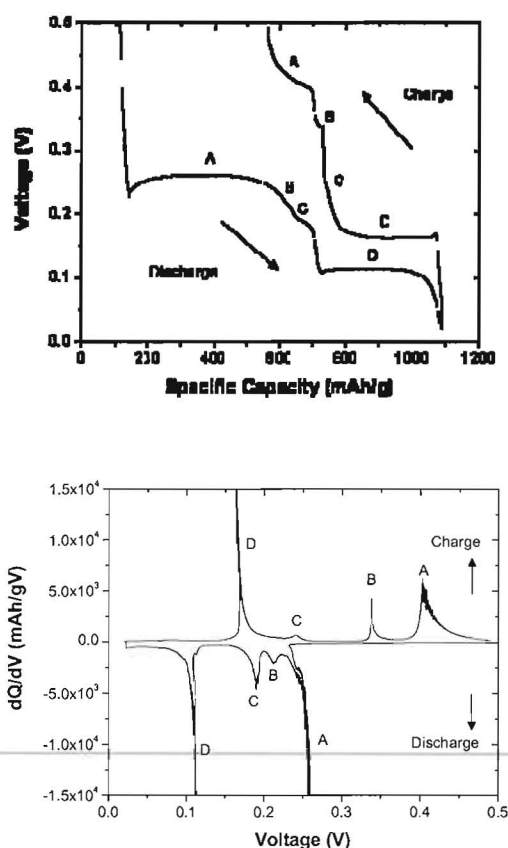 0.5
0.4
0.3
0.2
0.1
0.0
Voltage (V)
A
Charge
B
A
C
B
C
D
D
Discharge
0 200 400 600 800 1000 1200
Specific Capacity [mAh/g]
1.5x10⁴
1.0x10⁴
5.0x10³
0.0
-5.0x10³
-1.0x10⁴
-1.5x10⁴
dQ/dV (mAh/gV)
D
Charge
B
A
C
C
B
D
A
Discharge
0.0 0.1 0.2 0.3 0.4 0.5
Voltage (V)